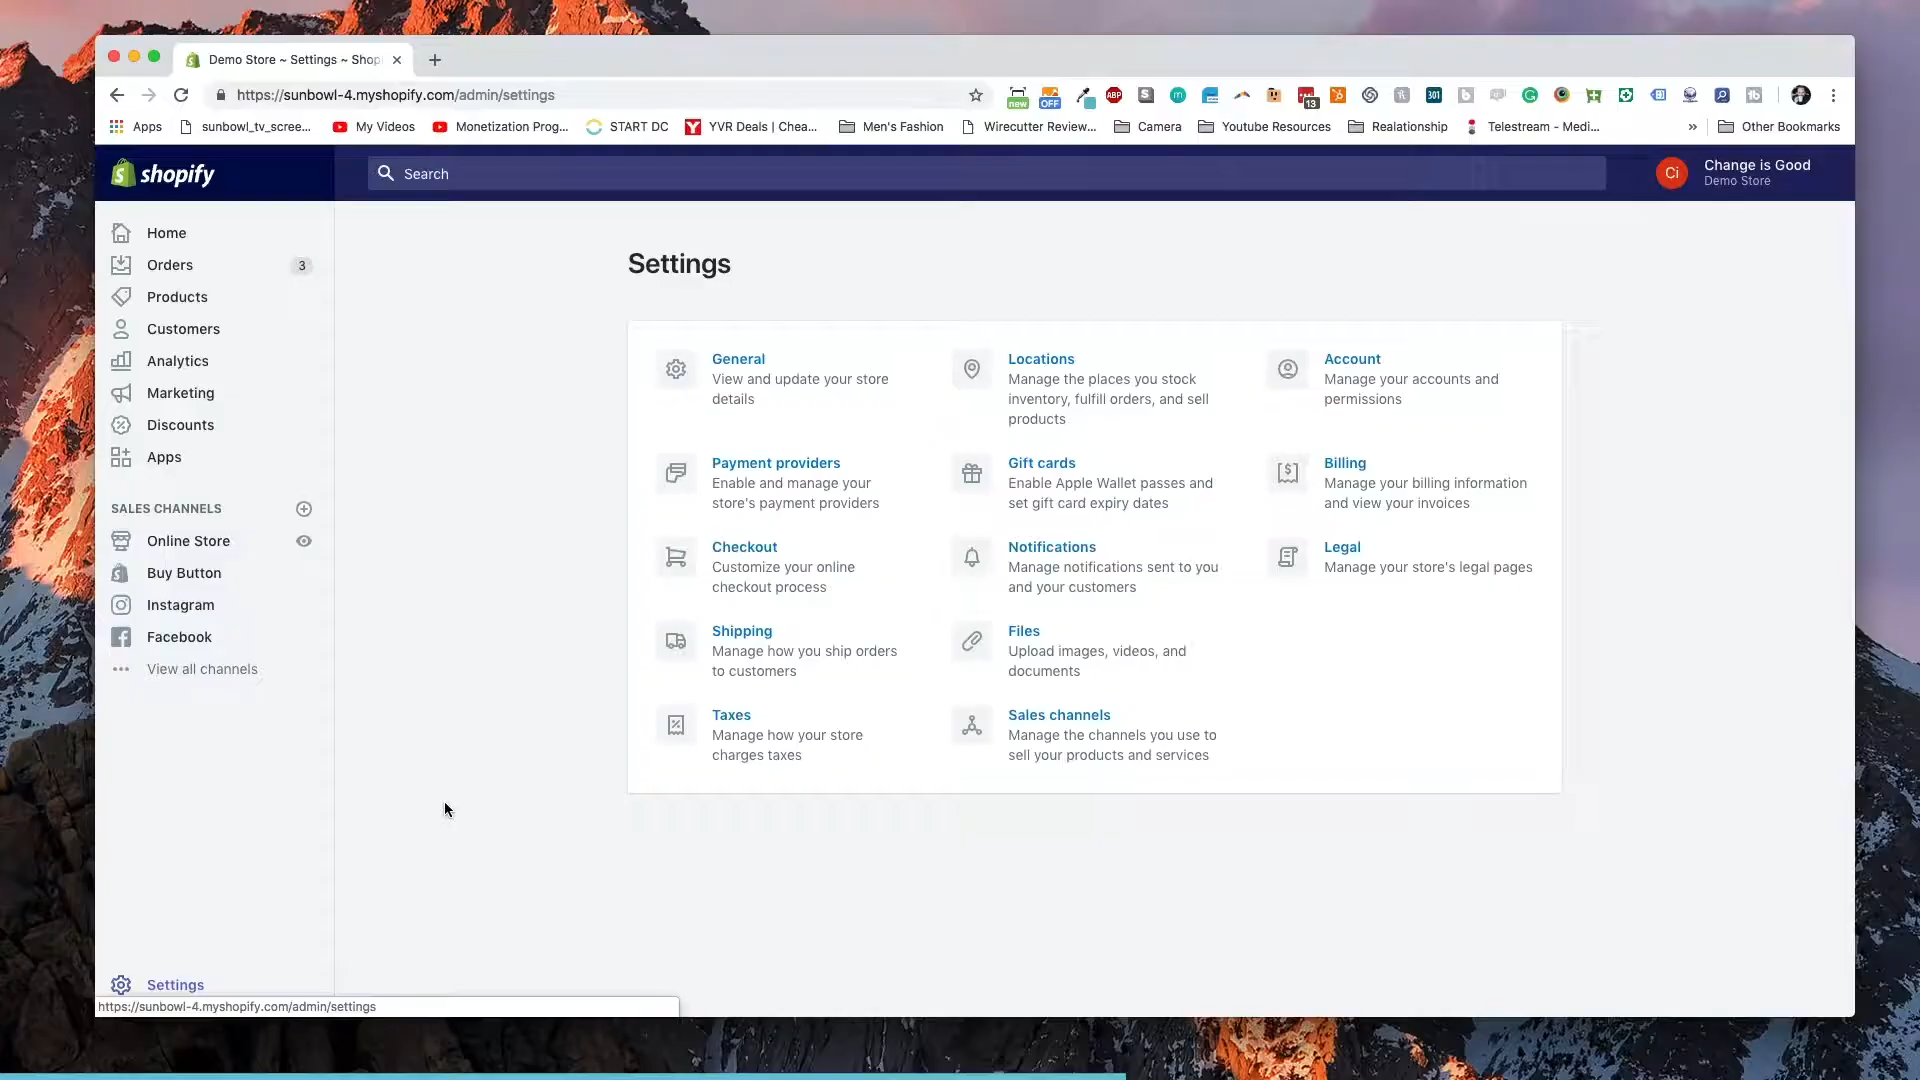 Demo Store ~ Settings ~ Shop
https://sunbowl-4.myshopify.com/admin/settings
new
OFF
ABP
13
301
Apps
sunbowl_tv_scree...
My Videos
Monetization Prog...
START DC
YVR Deals | Chea...
Men's Fashion
Wirecutter Review...
Camera
Youtube Resources
Realationship
Telestream - Medi...
»
Other Bookmarks
shopify
Search
Ci
Change is Good
Demo Store
Home
Orders
3
Products
Customers
Analytics
Marketing
Discounts
Apps
SALES CHANNELS
Online Store
Buy Button
Instagram
Facebook
View all channels
Settings
https://sunbowl-4.myshopify.com/admin/settings
Settings
General
View and update your store
details
Locations
Manage the places you stock
inventory, fulfill orders, and sell
products
Account
Manage your accounts and
permissions
Payment providers
Enable and manage your
store's payment providers
Gift cards
Enable Apple Wallet passes and
set gift card expiry dates
Billing
Manage your billing information
and view your invoices
Checkout
Customize your online
checkout process
Notifications
Manage notifications sent to you
and your customers
Legal
Manage your store's legal pages
Shipping
Manage how you ship orders
to customers
Files
Upload images, videos, and
documents
Taxes
Manage how your store
charges taxes
Sales channels
Manage the channels you use to
sell your products and services